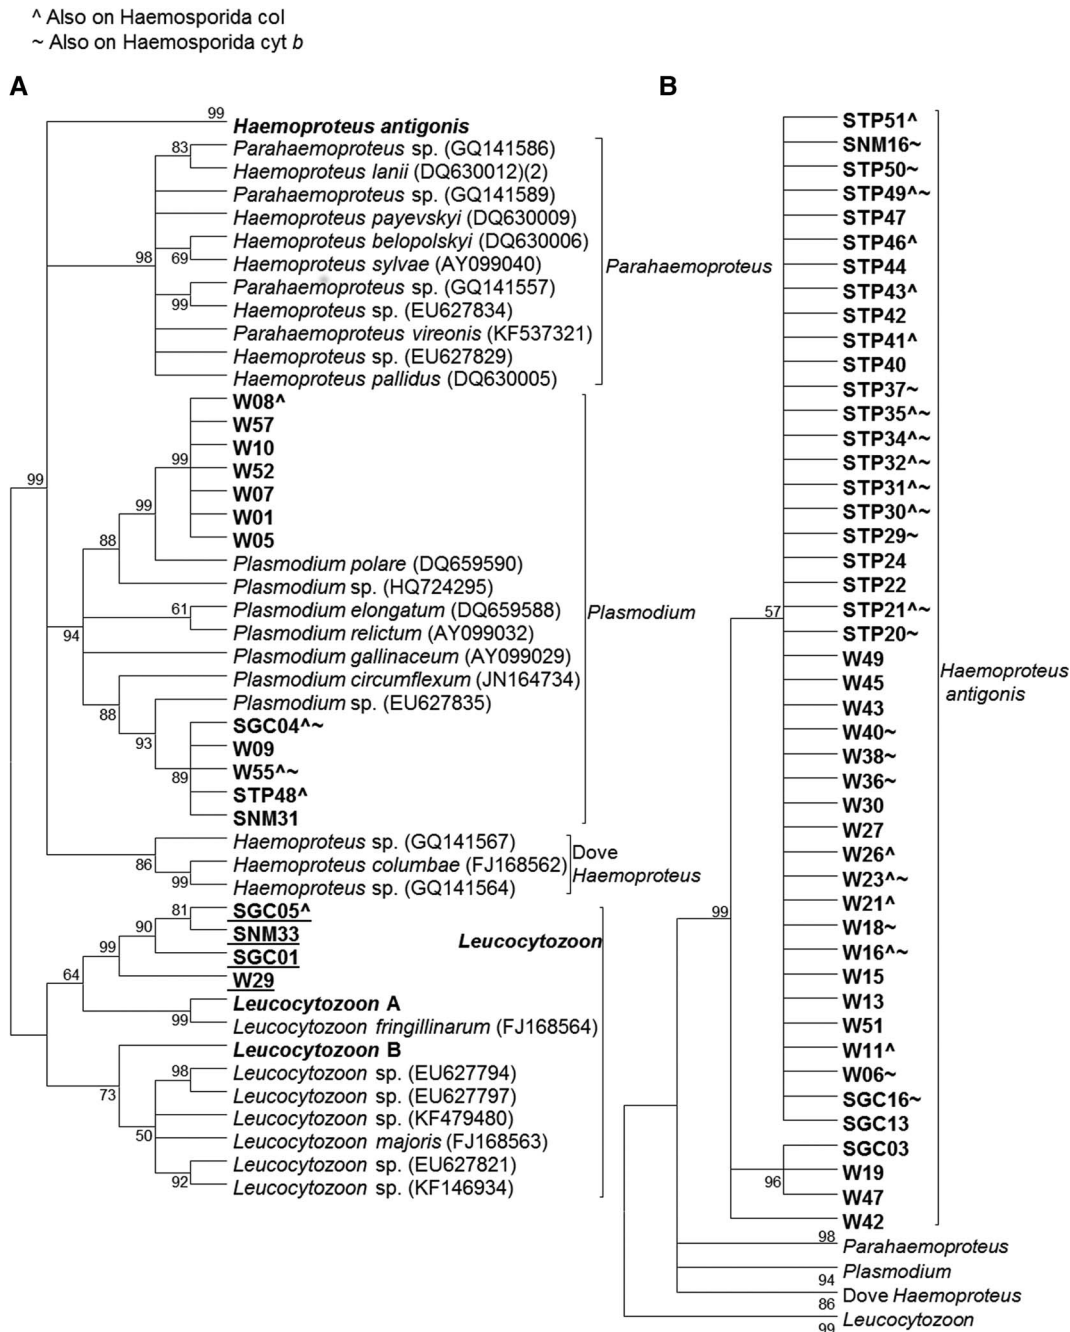 ^ Also on Haemosporida coI
~ Also on Haemosporida cyt b
A
99
Haemoproteus antigonis
83
Parahaemoproteus sp. (GQ141586)
Haemoproteus lanii (DQ630012)(2)
Parahaemoproteus sp. (GQ141589)
Haemoproteus payevskyi (DQ630009)
Haemoproteus belopolskyi (DQ630006)
98
69
Haemoproteus sylvae (AY099040)
Parahaemoproteus
Parahaemoproteus sp. (GQ141557)
99
Haemoproteus sp. (EU627834)
Parahaemoproteus vireonis (KF537321)
Haemoproteus sp. (EU627829)
Haemoproteus pallidus (DQ630005)
W08^
W57
W10
99
W52
99
W07
99
W01
88
W05
Plasmodium polare (DQ659590)
Plasmodium sp. (HQ724295)
61
Plasmodium elongatum (DQ659588)
Plasmodium
94
Plasmodium relictum (AY099032)
Plasmodium gallinaceum (AY099029)
Plasmodium circumflexum (JN164734)
88
Plasmodium sp. (EU627835)
SGC04^~
93
W09
89
W55^~
STP48^
SNM31
Haemoproteus sp. (GQ141567)
86
Haemoproteus columbae (FJ168562)
Dove
Haemoproteus
99
Haemoproteus sp. (GQ141564)
81
SGC05^
90
SNM33
Leucocytozoon
99
SGC01
64
W29
Leucocytozoon A
99
Leucocytozoon fringillinarum (FJ168564)
Leucocytozoon B
98
Leucocytozoon sp. (EU627794)
73
Leucocytozoon sp. (EU627797)
Leucocytozoon sp. (KF479480)
50
Leucocytozoon majoris (FJ168563)
Leucocytozoon sp. (EU627821)
92
Leucocytozoon sp. (KF146934)
B
STP51^
SNM16~
STP50~
STP49^~
STP47
STP46^
STP44
STP43^
STP42
STP41^
STP40
STP37~
STP35^~
STP34^~
STP32^~
STP31^~
STP30^~
STP29~
STP24
STP22
57
STP21^~
STP20~
W49
Haemoproteus
antigonis
W45
W43
W40~
W38~
W36~
W30
W27
W26^
W23^~
W21^
99
W18~
W16^~
W15
W13
W51
W11^
W06~
SGC16~
SGC13
SGC03
W19
96
W47
W42
98
Parahaemoproteus
Plasmodium
94
Dove Haemoproteus
86
Leucocytozoon
99